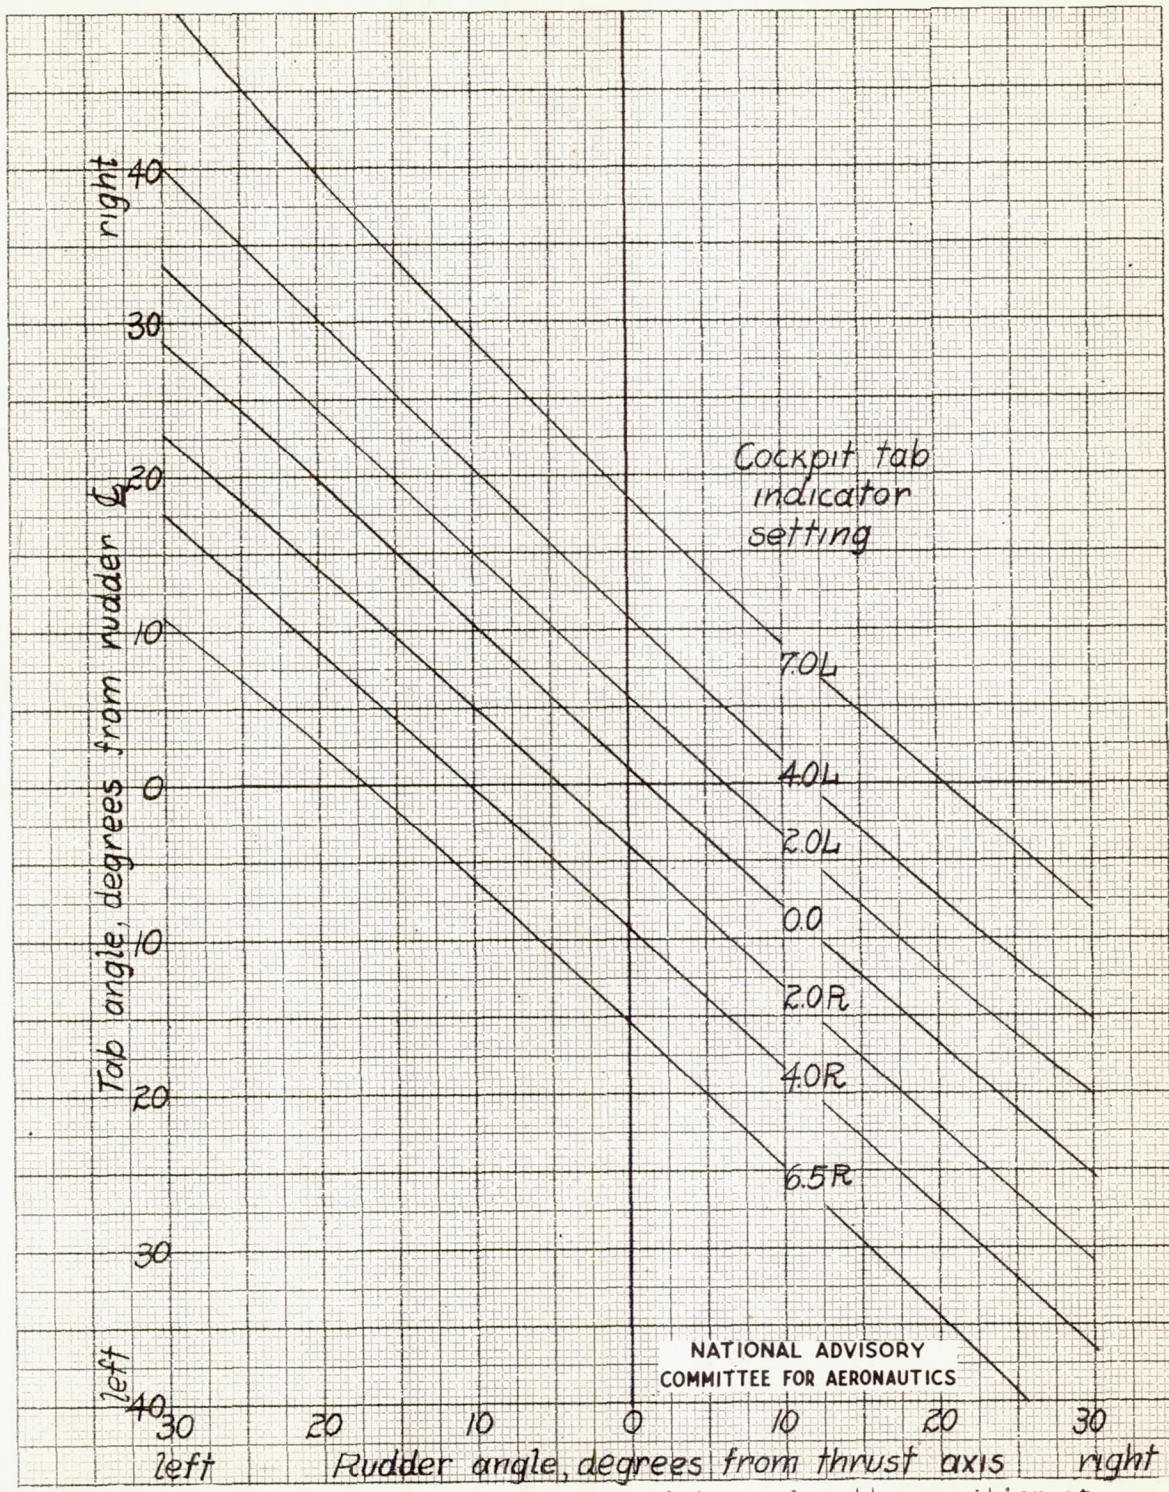 right
40
30
20
10
0
10
20
30
40
left
Tab angle, degrees from rudder ℄
Cockpit tab
indicator
setting
7.0L
4.0L
2.0L
0.0
2.0R
4.0R
6.5R
NATIONAL ADVISORY
COMMITTEE FOR AERONAUTICS
30 20 10 0 10 20 30
left Rudder angle, degrees from thrust axis right